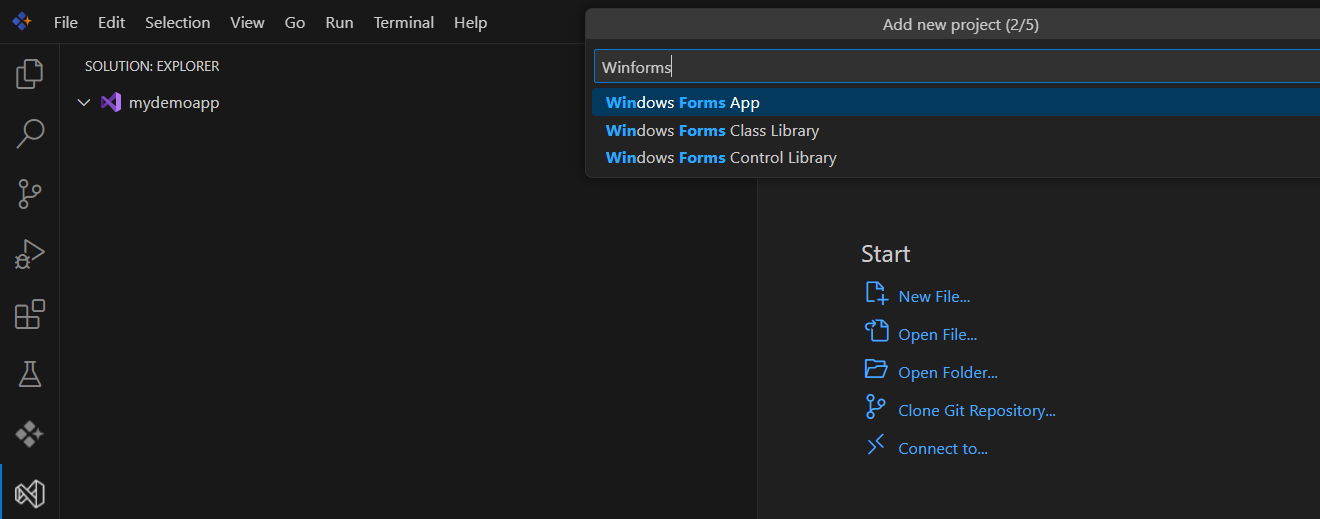 File Edit Selection View Go Run Terminal Help
Add new project (2/5)
Winforms
Windows Forms App
Windows Forms Class Library
Windows Forms Control Library
SOLUTION: EXPLORER
mydemoapp
Start
New File...
Open File...
Open Folder...
Clone Git Repository...
Connect to...